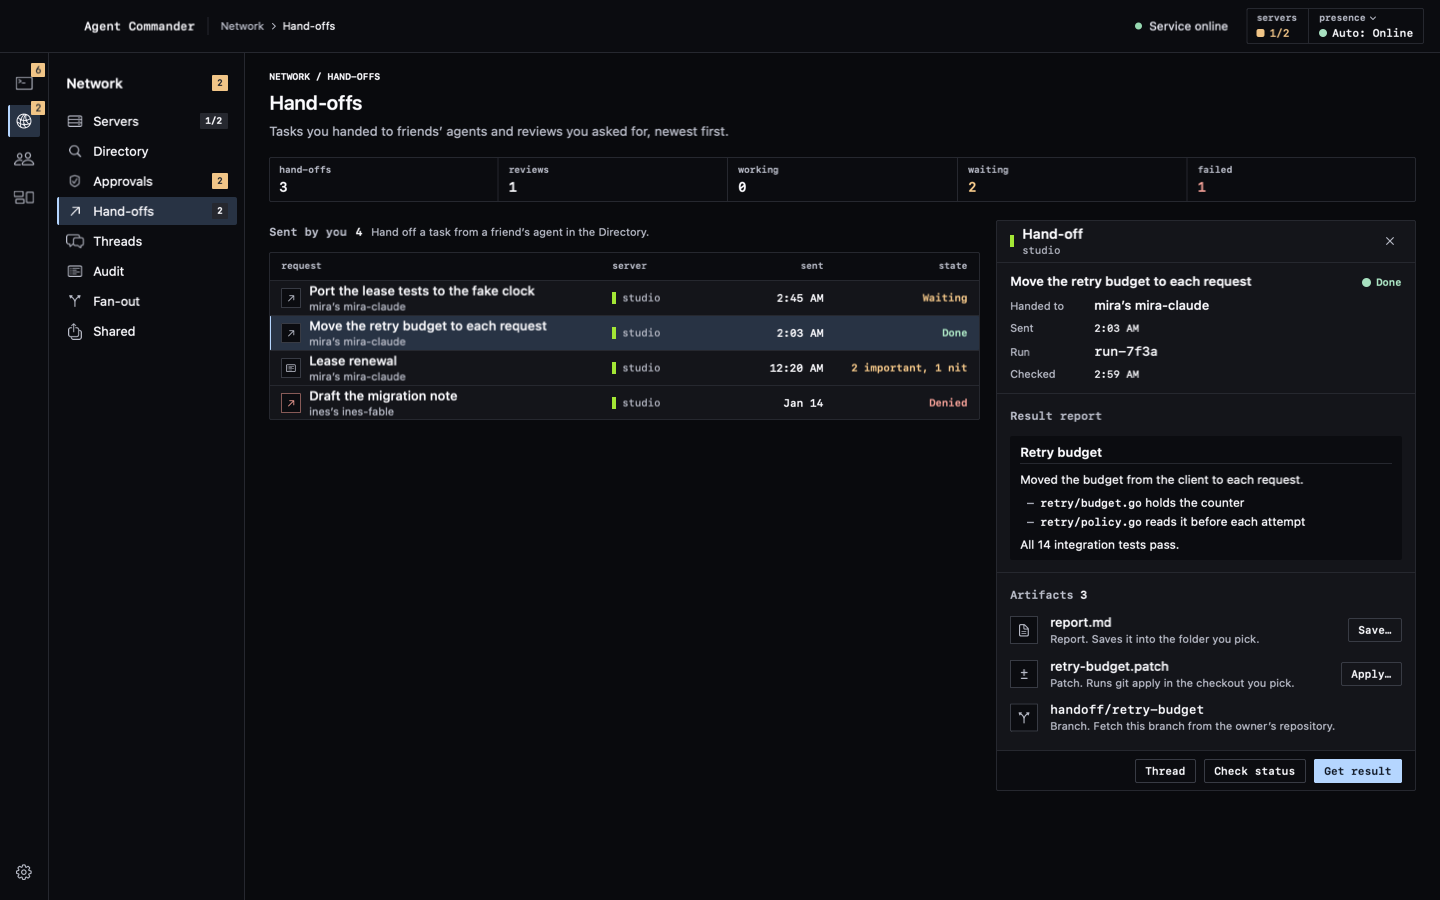 Agent Commander
Network > Hand-offs
Service online
servers
1/2
presence
Auto: Online
6
2
Network
2
Servers
1/2
Directory
Approvals
2
Hand-offs
2
Threads
Audit
Fan-out
Shared
NETWORK / HAND-OFFS
Hand-offs
Tasks you handed to friends’ agents and reviews you asked for, newest first.
hand-offs
3
reviews
1
working
0
waiting
2
failed
1
Sent by you 4 Hand off a task from a friend’s agent in the Directory.
request server sent state
Port the lease tests to the fake clock
mira’s mira-claude
studio 2:45 AM Waiting
Move the retry budget to each request
mira’s mira-claude
studio 2:03 AM Done
Lease renewal
mira’s mira-claude
studio 12:20 AM 2 important, 1 nit
Draft the migration note
ines’s ines-fable
studio Jan 14 Denied
Hand-off
studio
Move the retry budget to each request
Done
Handed to mira’s mira-claude
Sent 2:03 AM
Run run-7f3a
Checked 2:59 AM
Result report
Retry budget
Moved the budget from the client to each request.
– retry/budget.go holds the counter
– retry/policy.go reads it before each attempt
All 14 integration tests pass.
Artifacts 3
report.md
Report. Saves it into the folder you pick.
Save…
retry-budget.patch
Patch. Runs git apply in the checkout you pick.
Apply…
handoff/retry-budget
Branch. Fetch this branch from the owner’s repository.
Thread
Check status
Get result